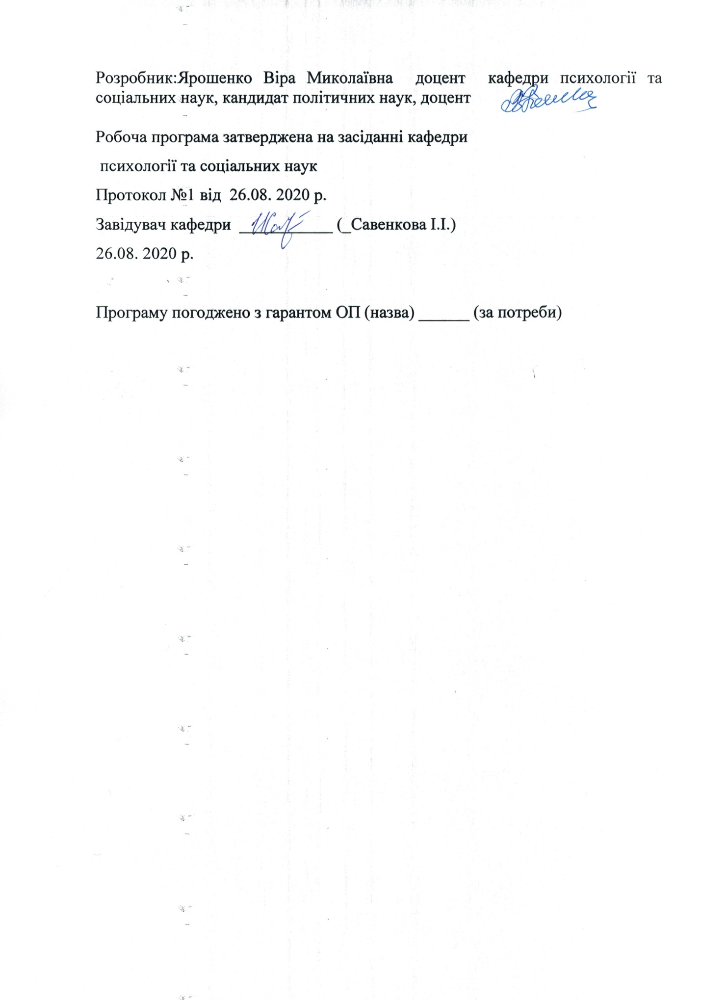 Розробник:Ярошенко Віра Миколаївна доцент кафедри психології та
соціальних наук, кандидат політичних наук, доцент
Робоча програма затверджена на засіданні кафедри
психології та соціальних наук
Протокол №1 від 26.08. 2020 р.
Завідувач кафедри ___________ (_Савенкова І.І.)
26.08. 2020 р.
Програму погоджено з гарантом ОП (назва) ______ (за потреби)